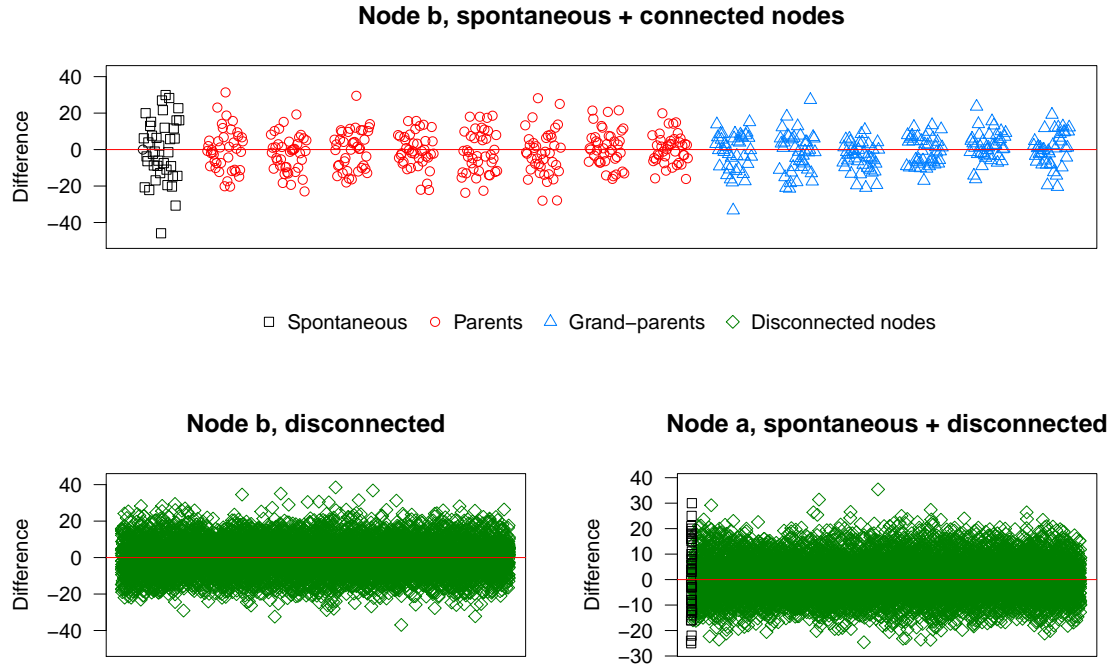 Node b, spontaneous + connected nodes
Difference
40
20
0
−20
−40
Spontaneous Parents Grand−parents Disconnected nodes
Node b, disconnected
Difference
40
20
0
−20
−40
Node a, spontaneous + disconnected
Difference
40
30
20
10
0
−10
−20
−30